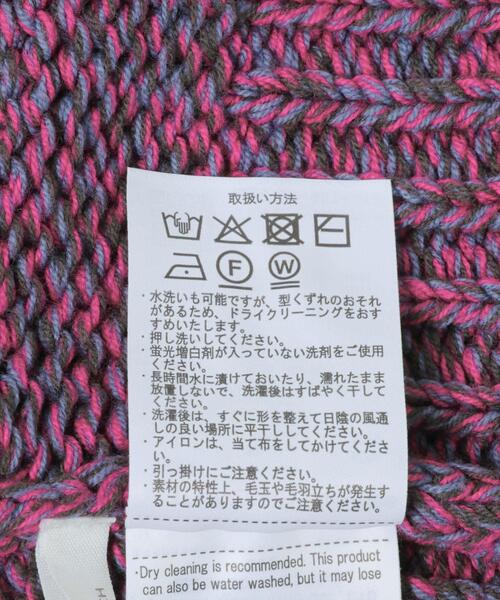 取扱い方法
F W
・水洗いも可能ですが、型くずれのおそれ
があるため、ドライクリーニングをおす
すめいたします。
・押し洗いしてください。
・蛍光増白剤が入っていない洗剤をご使用
ください。
・長時間水に漬けておいたり、濡れたまま
放置しないで、洗濯後はすばやく干して
ください。
・洗濯後は、すぐに形を整えて日陰の風通
しの良い場所に平干ししてください。
・アイロンは、当て布をしてかけてください。
・引っ掛けにご注意ください。
・素材の特性上、毛玉や毛羽立ちが発生す
ることがありますのでご注意ください。
・Dry cleaning is recommended. This product
can also be water washed, but it may lose